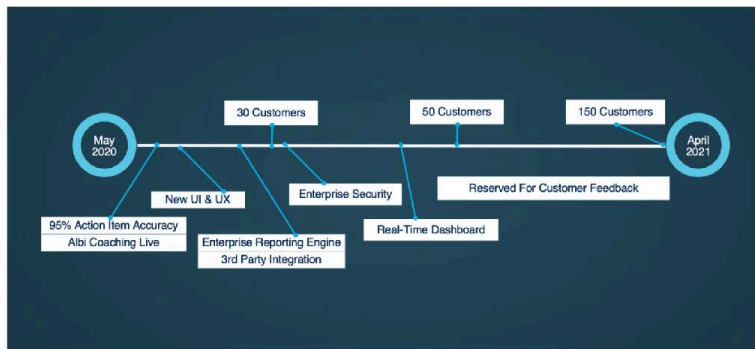 30 Customers
50 Customers
150 Customers
May
2020
April
2021
New UI & UX
Enterprise Security
Reserved For Customer Feedback
95% Action Item Accuracy
Albi Coaching Live
Enterprise Reporting Engine
3rd Party Integration
Real-Time Dashboard